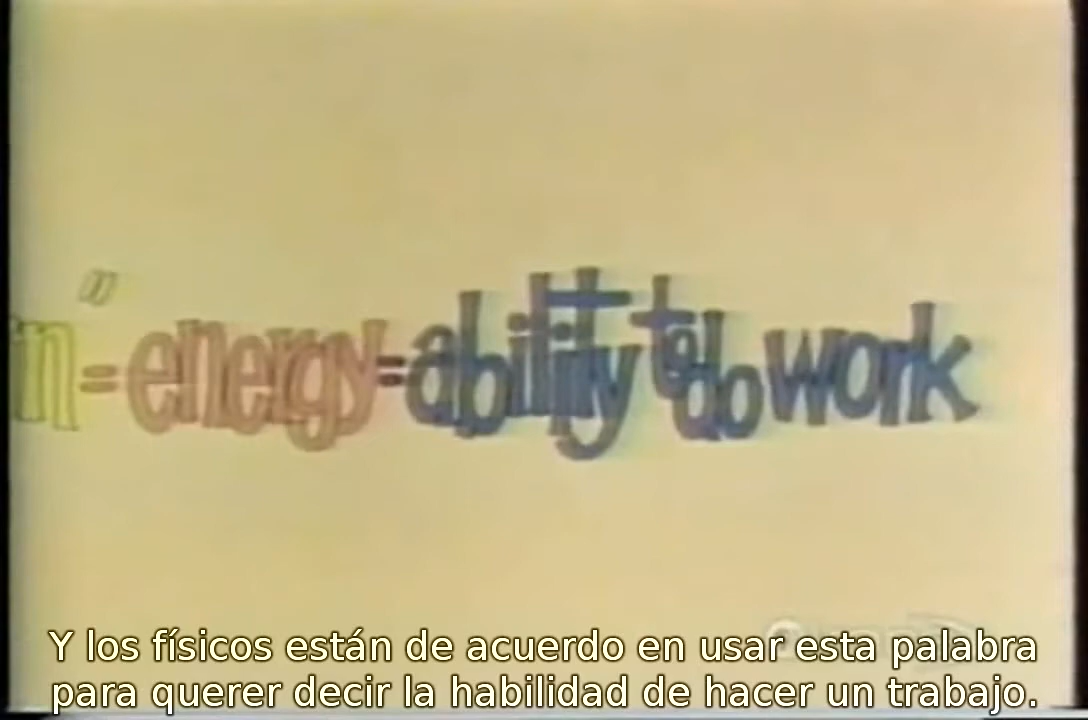 in" = energy = ability to do work
Y los físicos están de acuerdo en usar esta palabra
para querer decir la habilidad de hacer un trabajo.